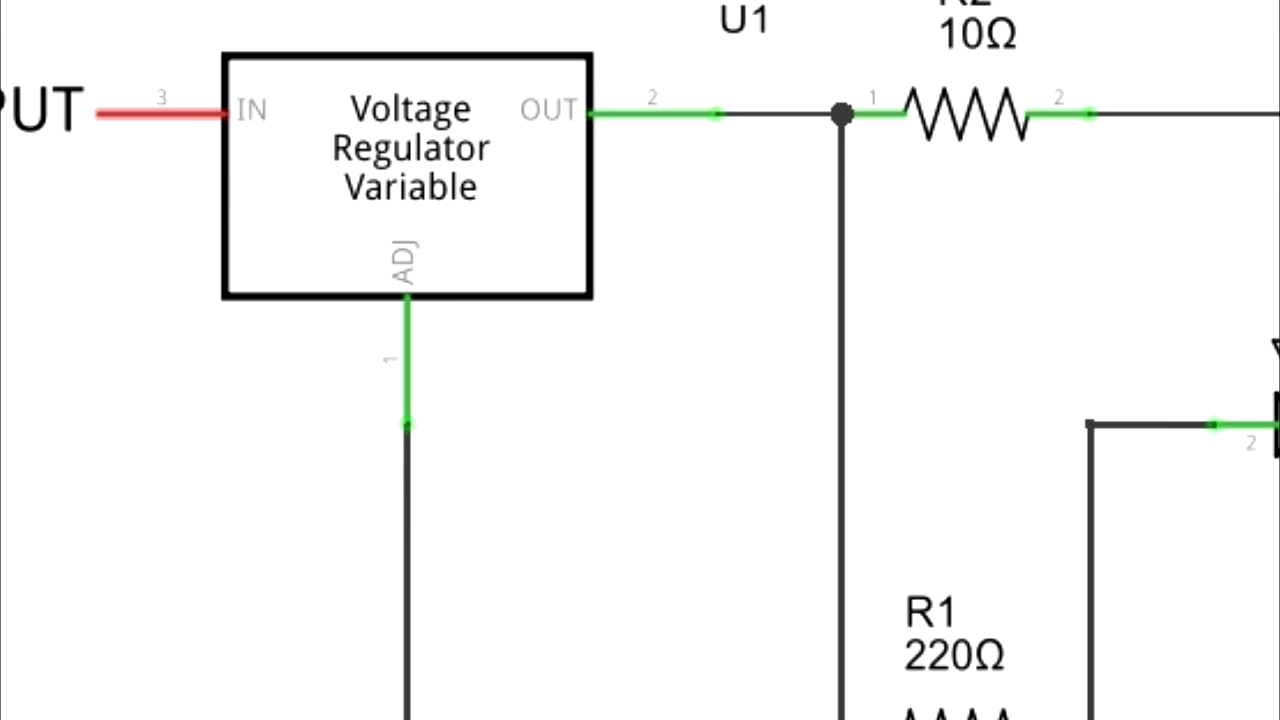 U1
10Ω
PUT
3
IN
Voltage
Regulator
Variable
OUT
2
1
2
ADJ
1
2
R1
220Ω